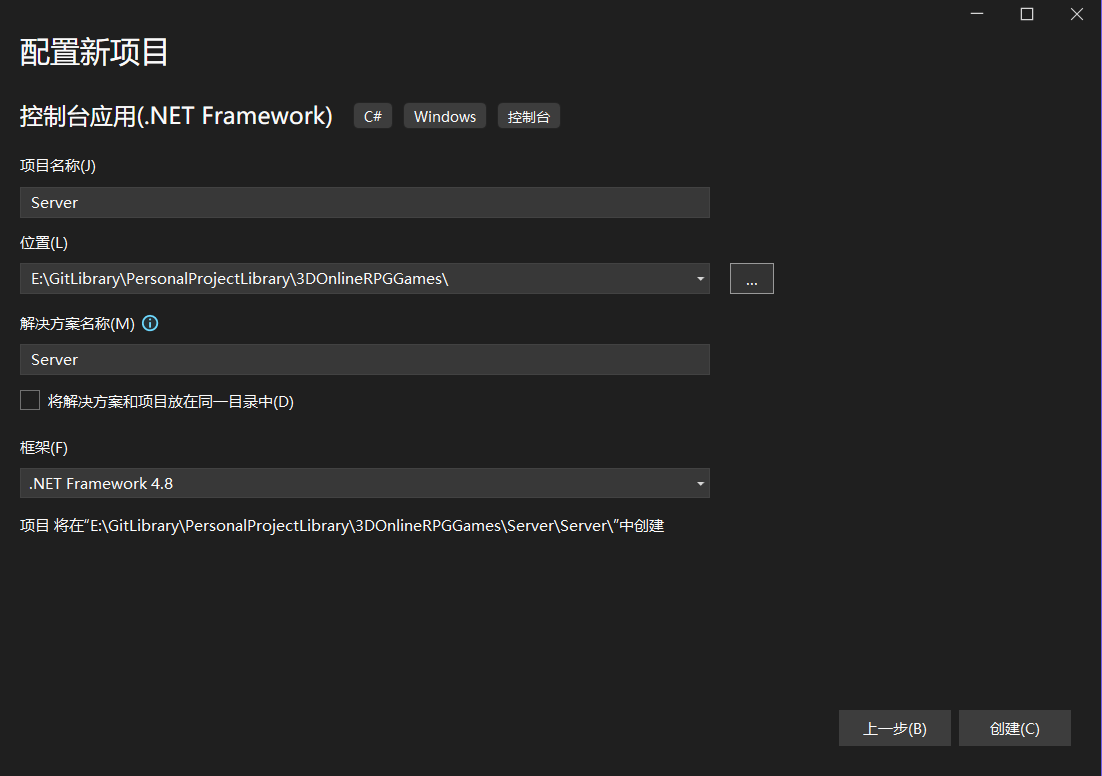 配置新项目
控制台应用(.NET Framework) C# Windows 控制台
项目名称(J)
Server
位置(L)
E:\GitLibrary\PersonalProjectLibrary\3DOnlineRPGGames\
...
解决方案名称(M)
Server
将解决方案和项目放在同一目录中(D)
框架(F)
.NET Framework 4.8
项目 将在“E:\GitLibrary\PersonalProjectLibrary\3DOnlineRPGGames\Server\Server\”中创建
上一步(B) 创建(C)